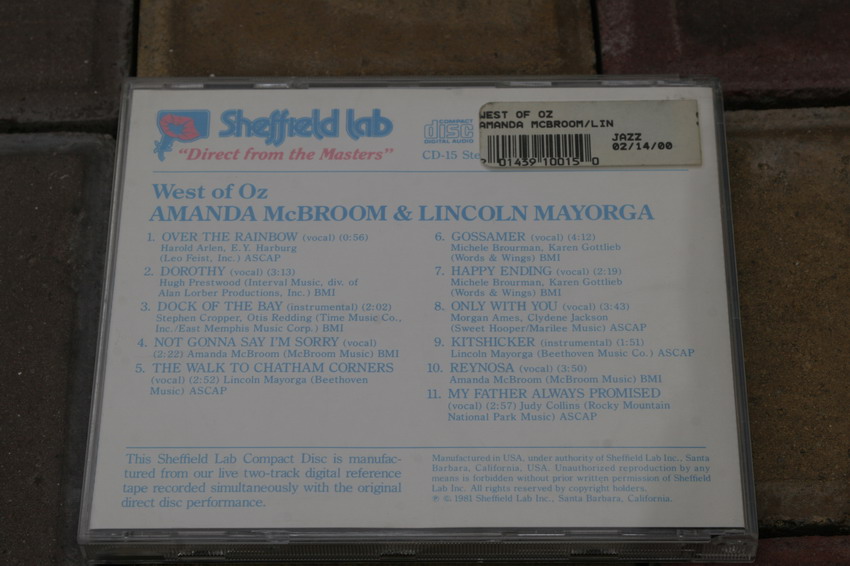 Sheffield Lab
"Direct from the Masters"
COMPACT
disc
DIGITAL AUDIO
CD-15
WEST OF OZ
AMANDA MCBROOM/LIN
JAZZ
02/14/00
01439 10015 0
West of Oz
AMANDA McBROOM & LINCOLN MAYORGA
1. OVER THE RAINBOW (vocal) (0:56)
Harold Arlen, E.Y. Harburg
(Leo Feist, Inc.) ASCAP
2. DOROTHY (vocal) (3:13)
Hugh Prestwood (Interval Music, div. of
Alan Lorber Productions, Inc.) BMI
3. DOCK OF THE BAY (instrumental) (2:02)
Stephen Cropper, Otis Redding (Time Music Co.,
Inc./East Memphis Music Corp.) BMI
4. NOT GONNA SAY I'M SORRY (vocal)
(2:22) Amanda McBroom (McBroom Music) BMI
5. THE WALK TO CHATHAM CORNERS
(vocal) (2:52) Lincoln Mayorga (Beethoven
Music) ASCAP
6. GOSSAMER (vocal) (4:12)
Michele Brourman, Karen Gottlieb
(Words & Wings) BMI
7. HAPPY ENDING (vocal) (2:19)
Michele Brourman, Karen Gottlieb
(Words & Wings) BMI
8. ONLY WITH YOU (vocal) (3:43)
Morgan Ames, Clydene Jackson
(Sweet Hooper/Marilee Music) ASCAP
9. KITSHICKER (instrumental) (1:51)
Lincoln Mayorga (Beethoven Music Co.) ASCAP
10. REYNOSA (vocal) (3:50)
Amanda McBroom (McBroom Music) BMI
11. MY FATHER ALWAYS PROMISED
(vocal) (2:57) Judy Collins (Rocky Mountain
National Park Music) ASCAP
This Sheffield Lab Compact Disc is manufac-
tured from our live two-track digital reference
tape recorded simultaneously with the original
direct disc performance.
Manufactured in USA, under authority of Sheffield Lab Inc., Santa
Barbara, California, USA. Unauthorized reproduction by any
means is forbidden without prior written permission of Sheffield
Lab Inc. All rights reserved by copyright holders.
℗ © 1981 Sheffield Lab Inc., Santa Barbara, California.